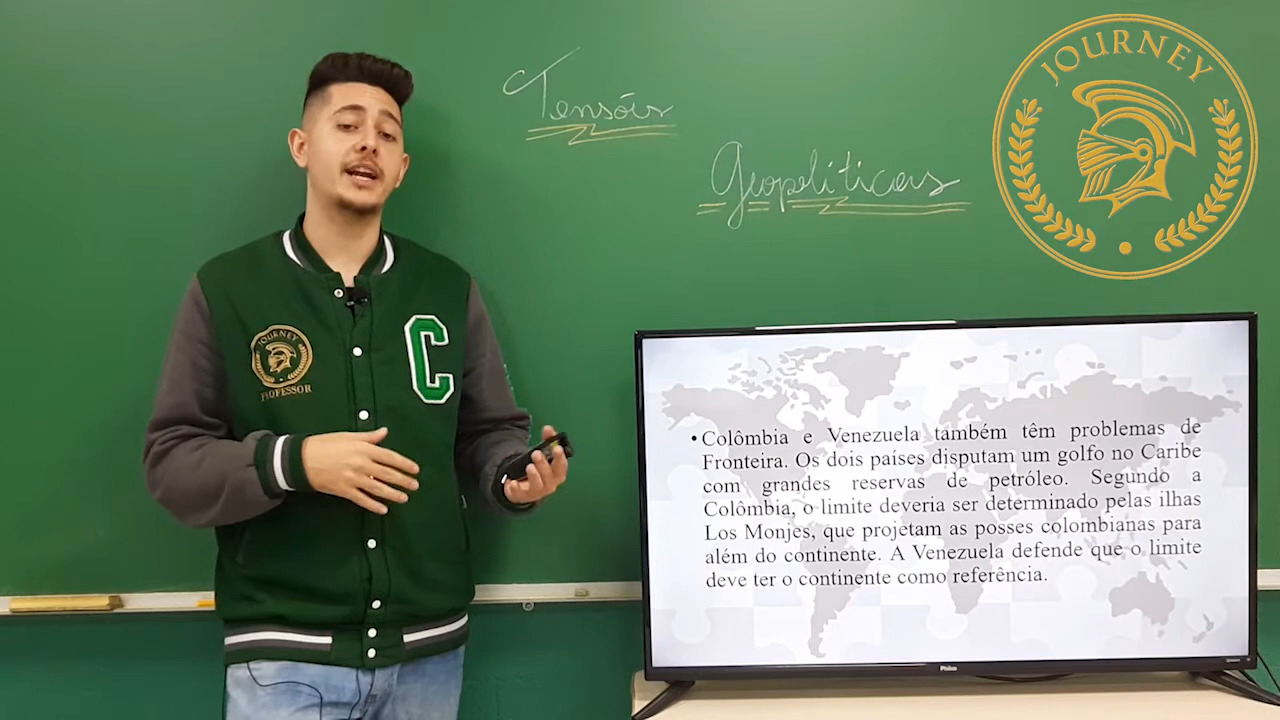 Tensões
Geopolíticas
JOURNEY
JOURNEY
PROFESSOR
C
• Colômbia e Venezuela também têm problemas de
Fronteira. Os dois países disputam um golfo no Caribe
com grandes reservas de petróleo. Segundo a
Colômbia, o limite deveria ser determinado pelas ilhas
Los Monjes, que projetam as posses colombianas para
além do continente. A Venezuela defende que o limite
deve ter o continente como referência.
Philco